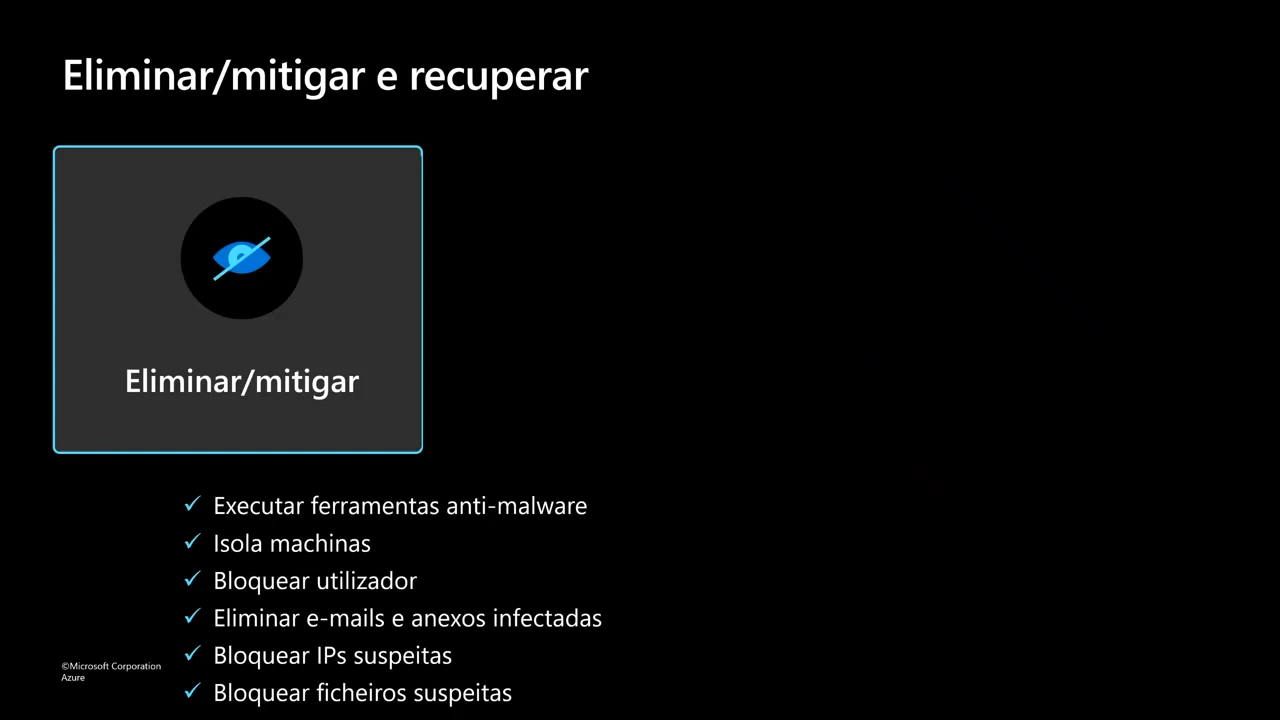 Eliminar/mitigar e recuperar
Eliminar/mitigar
✓ Executar ferramentas anti-malware
✓ Isola machinas
✓ Bloquear utilizador
✓ Eliminar e-mails e anexos infectadas
✓ Bloquear IPs suspeitas
✓ Bloquear ficheiros suspeitas
©Microsoft Corporation
Azure